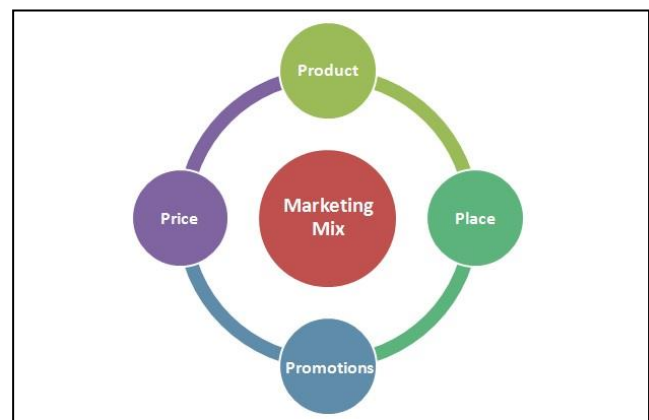 Product
Price
Marketing
Mix
Place
Promotions